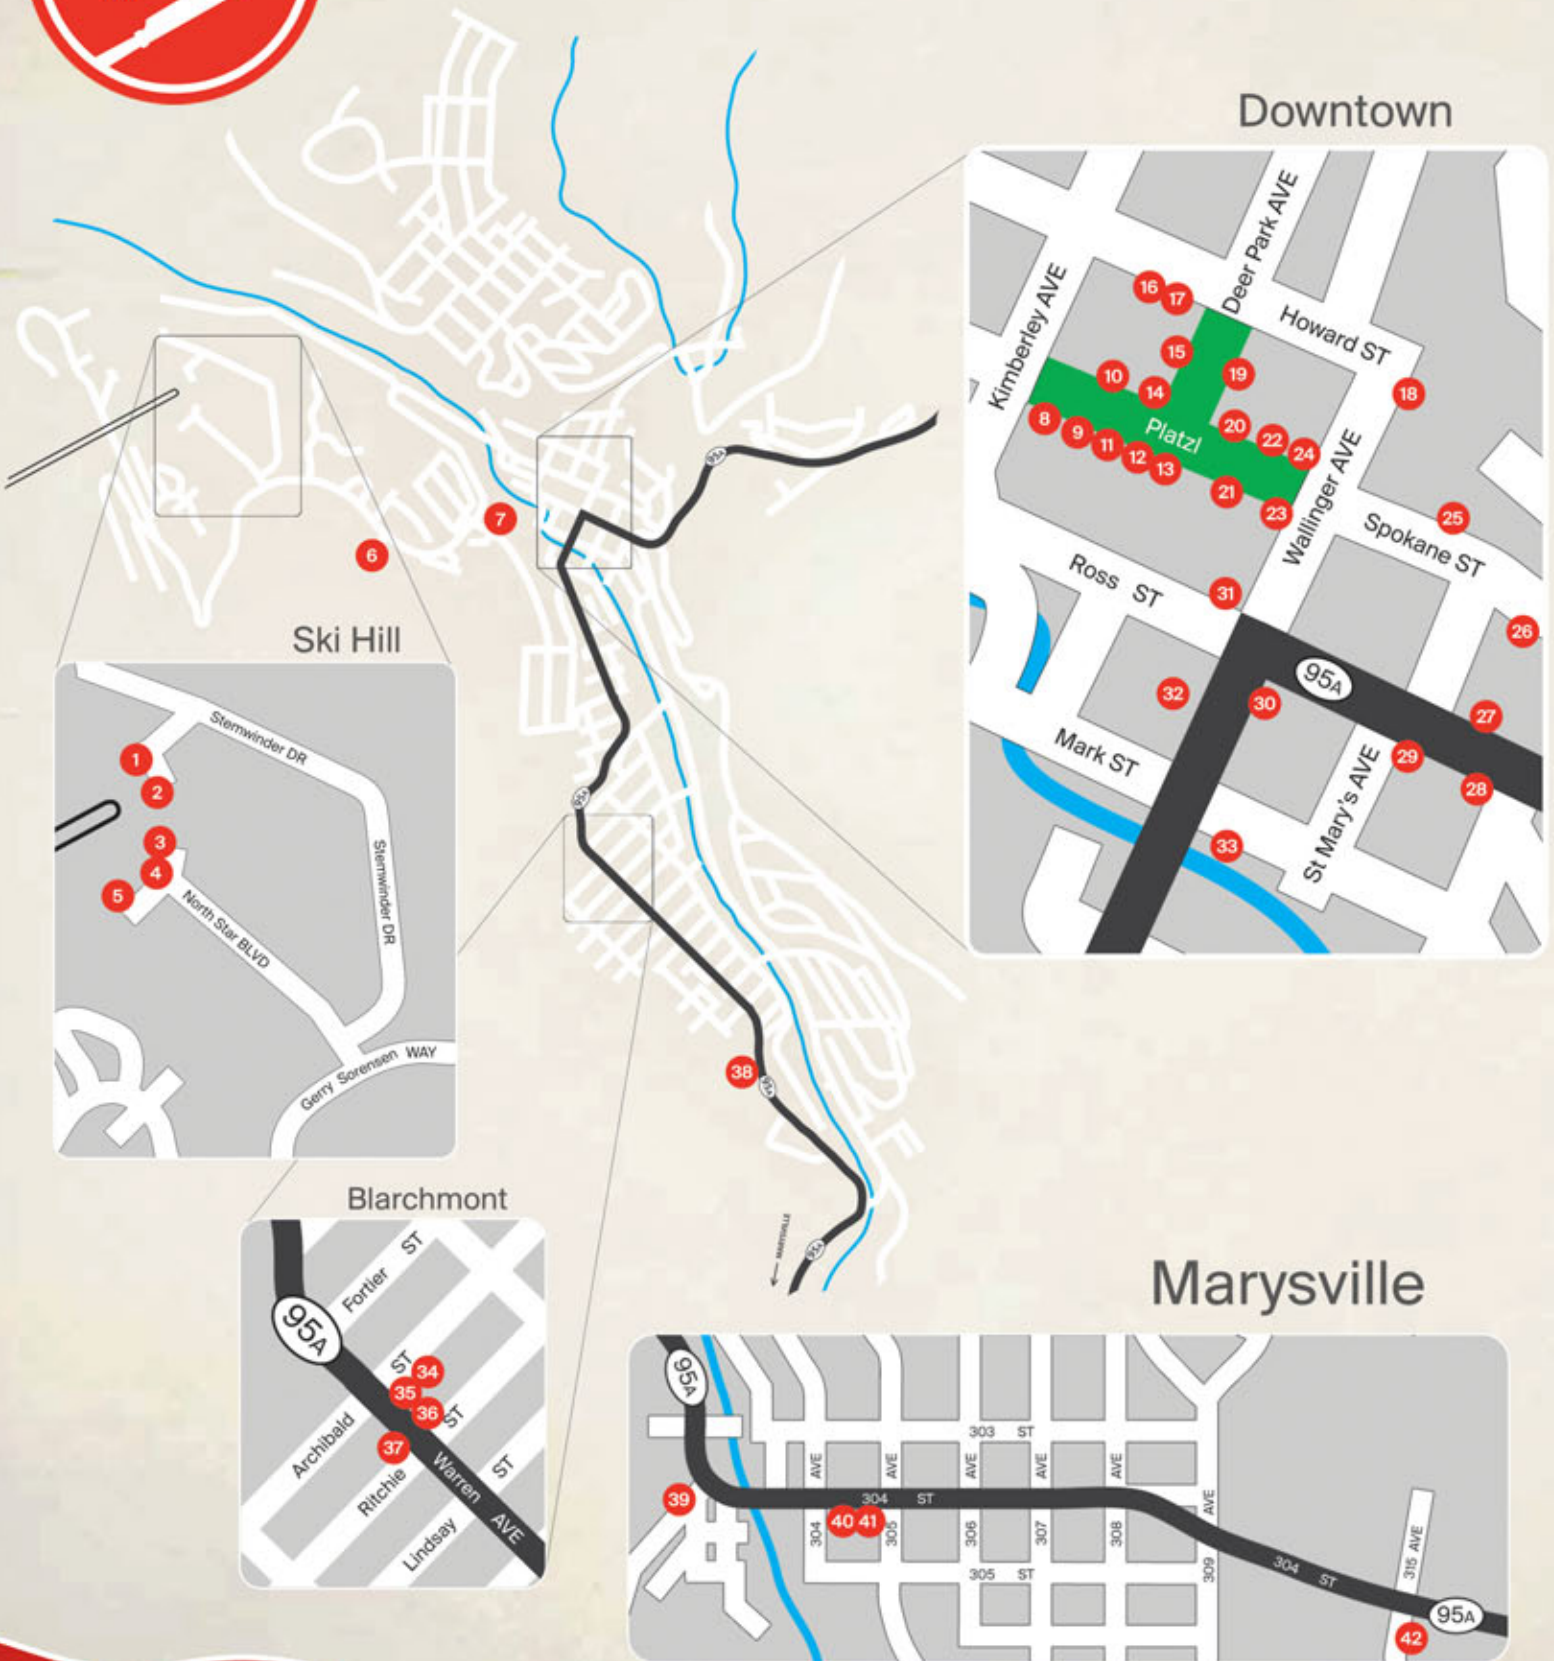 Downtown
Deer Park AVE
Kimberley AVE
Howard ST
16
17
15
10
14
19
18
8
9
11
12
13
Platzl
20
22
24
21
23
Wallinger AVE
25
Spokane ST
Ross ST
31
26
32
30
95A
27
29
28
Mark ST
St Mary's AVE
33
95A
7
6
Ski Hill
Stemwinder DR
1
2
3
4
5
Stemwinder DR
North Star BLVD
Gerry Sorensen WAY
95A
38
95A
MARYSVILLE
95A
Blarchmont
Fortier ST
95A
Archibald ST
34
35
36
37
Ritchie ST
Warren AVE
Lindsay ST
Marysville
95A
303 ST
AVE
AVE
AVE
AVE
AVE
AVE
39
304 ST
40
41
304
305
306
307
308
309
305 ST
304 ST
315 AVE
95A
42